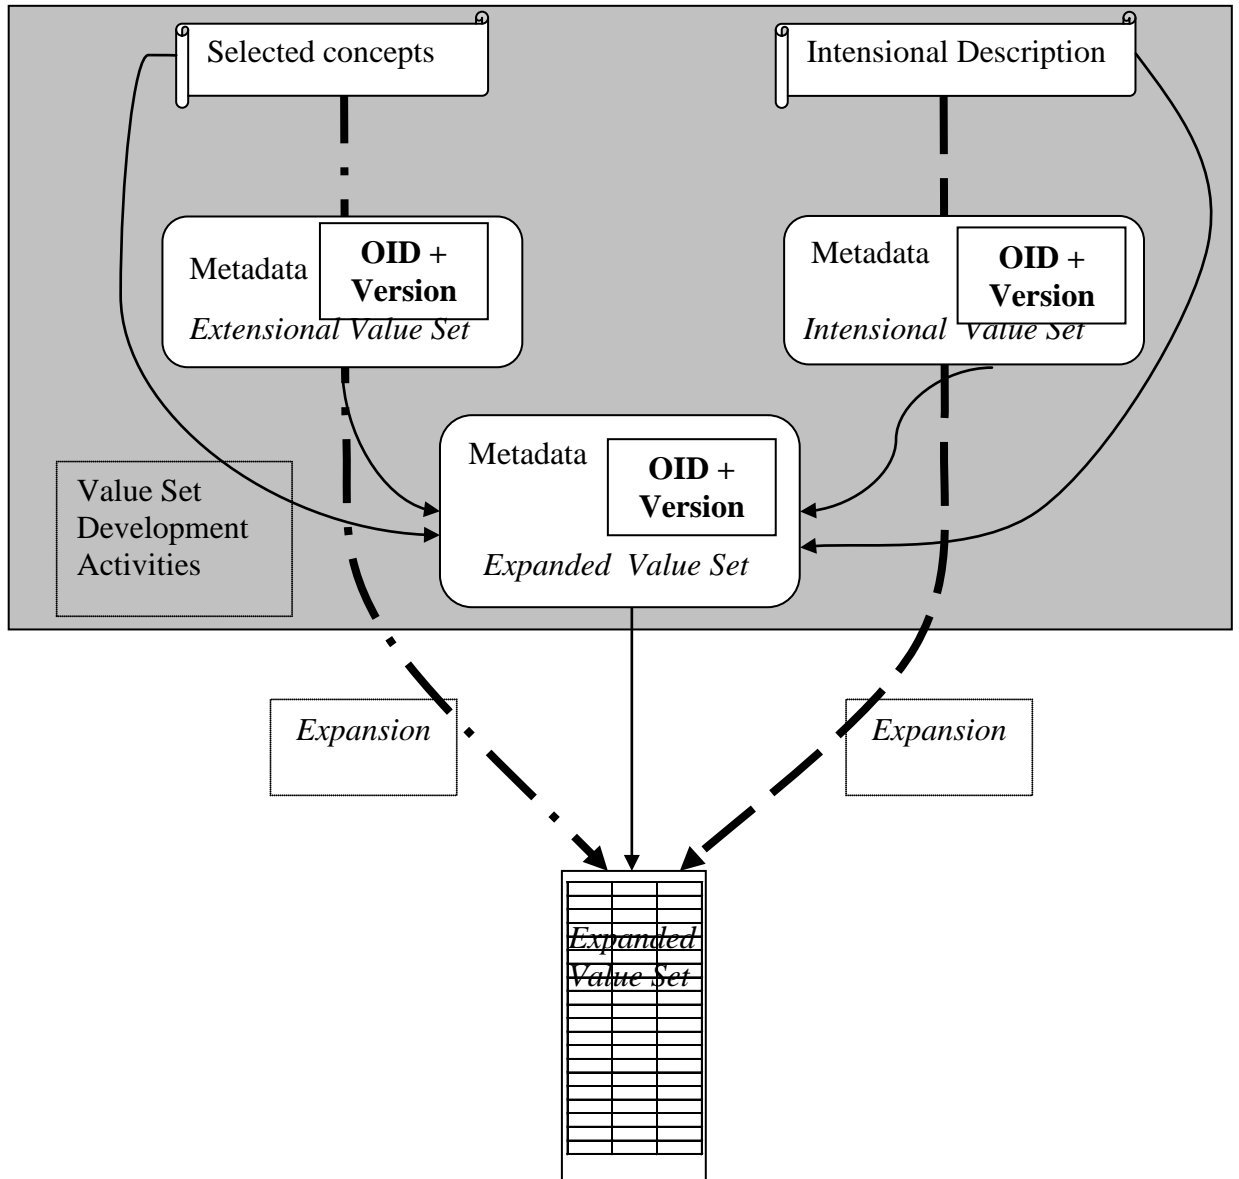 Selected concepts
Intensional Description
Metadata
OID +
Version
Extensional Value Set
Metadata
OID +
Version
Intensional Value Set
Metadata
OID +
Version
Expanded Value Set
Value Set
Development
Activities
Expansion
Expansion
Expanded
Value Set